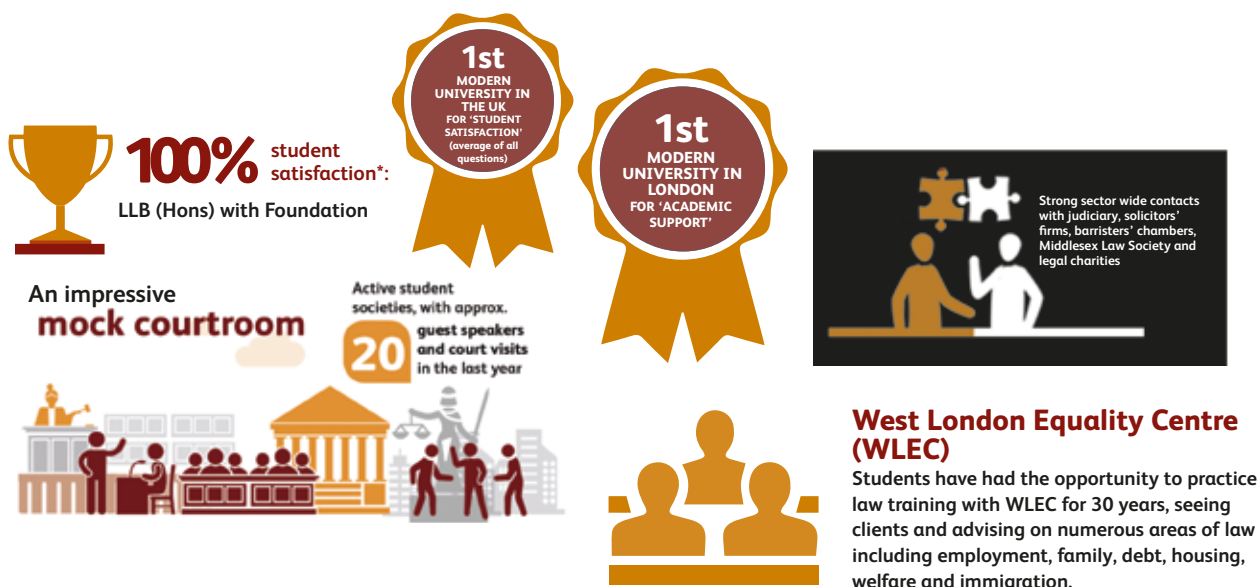 1st
MODERN
UNIVERSITY IN
THE UK
FOR ‘STUDENT
SATISFACTION’
(average of all
questions)
1st
MODERN
UNIVERSITY IN
LONDON
FOR ‘ACADEMIC
SUPPORT’
100% student
satisfaction*:
LLB (Hons) with Foundation
Strong sector wide contacts
with judiciary, solicitors’
firms, barristers’ chambers,
Middlesex Law Society and
legal charities
An impressive
mock courtroom
Active student
societies, with approx.
20 guest speakers
and court visits
in the last year
West London Equality Centre
(WLEC)
Students have had the opportunity to practice
law training with WLEC for 30 years, seeing
clients and advising on numerous areas of law
including employment, family, debt, housing,
welfare and immigration.